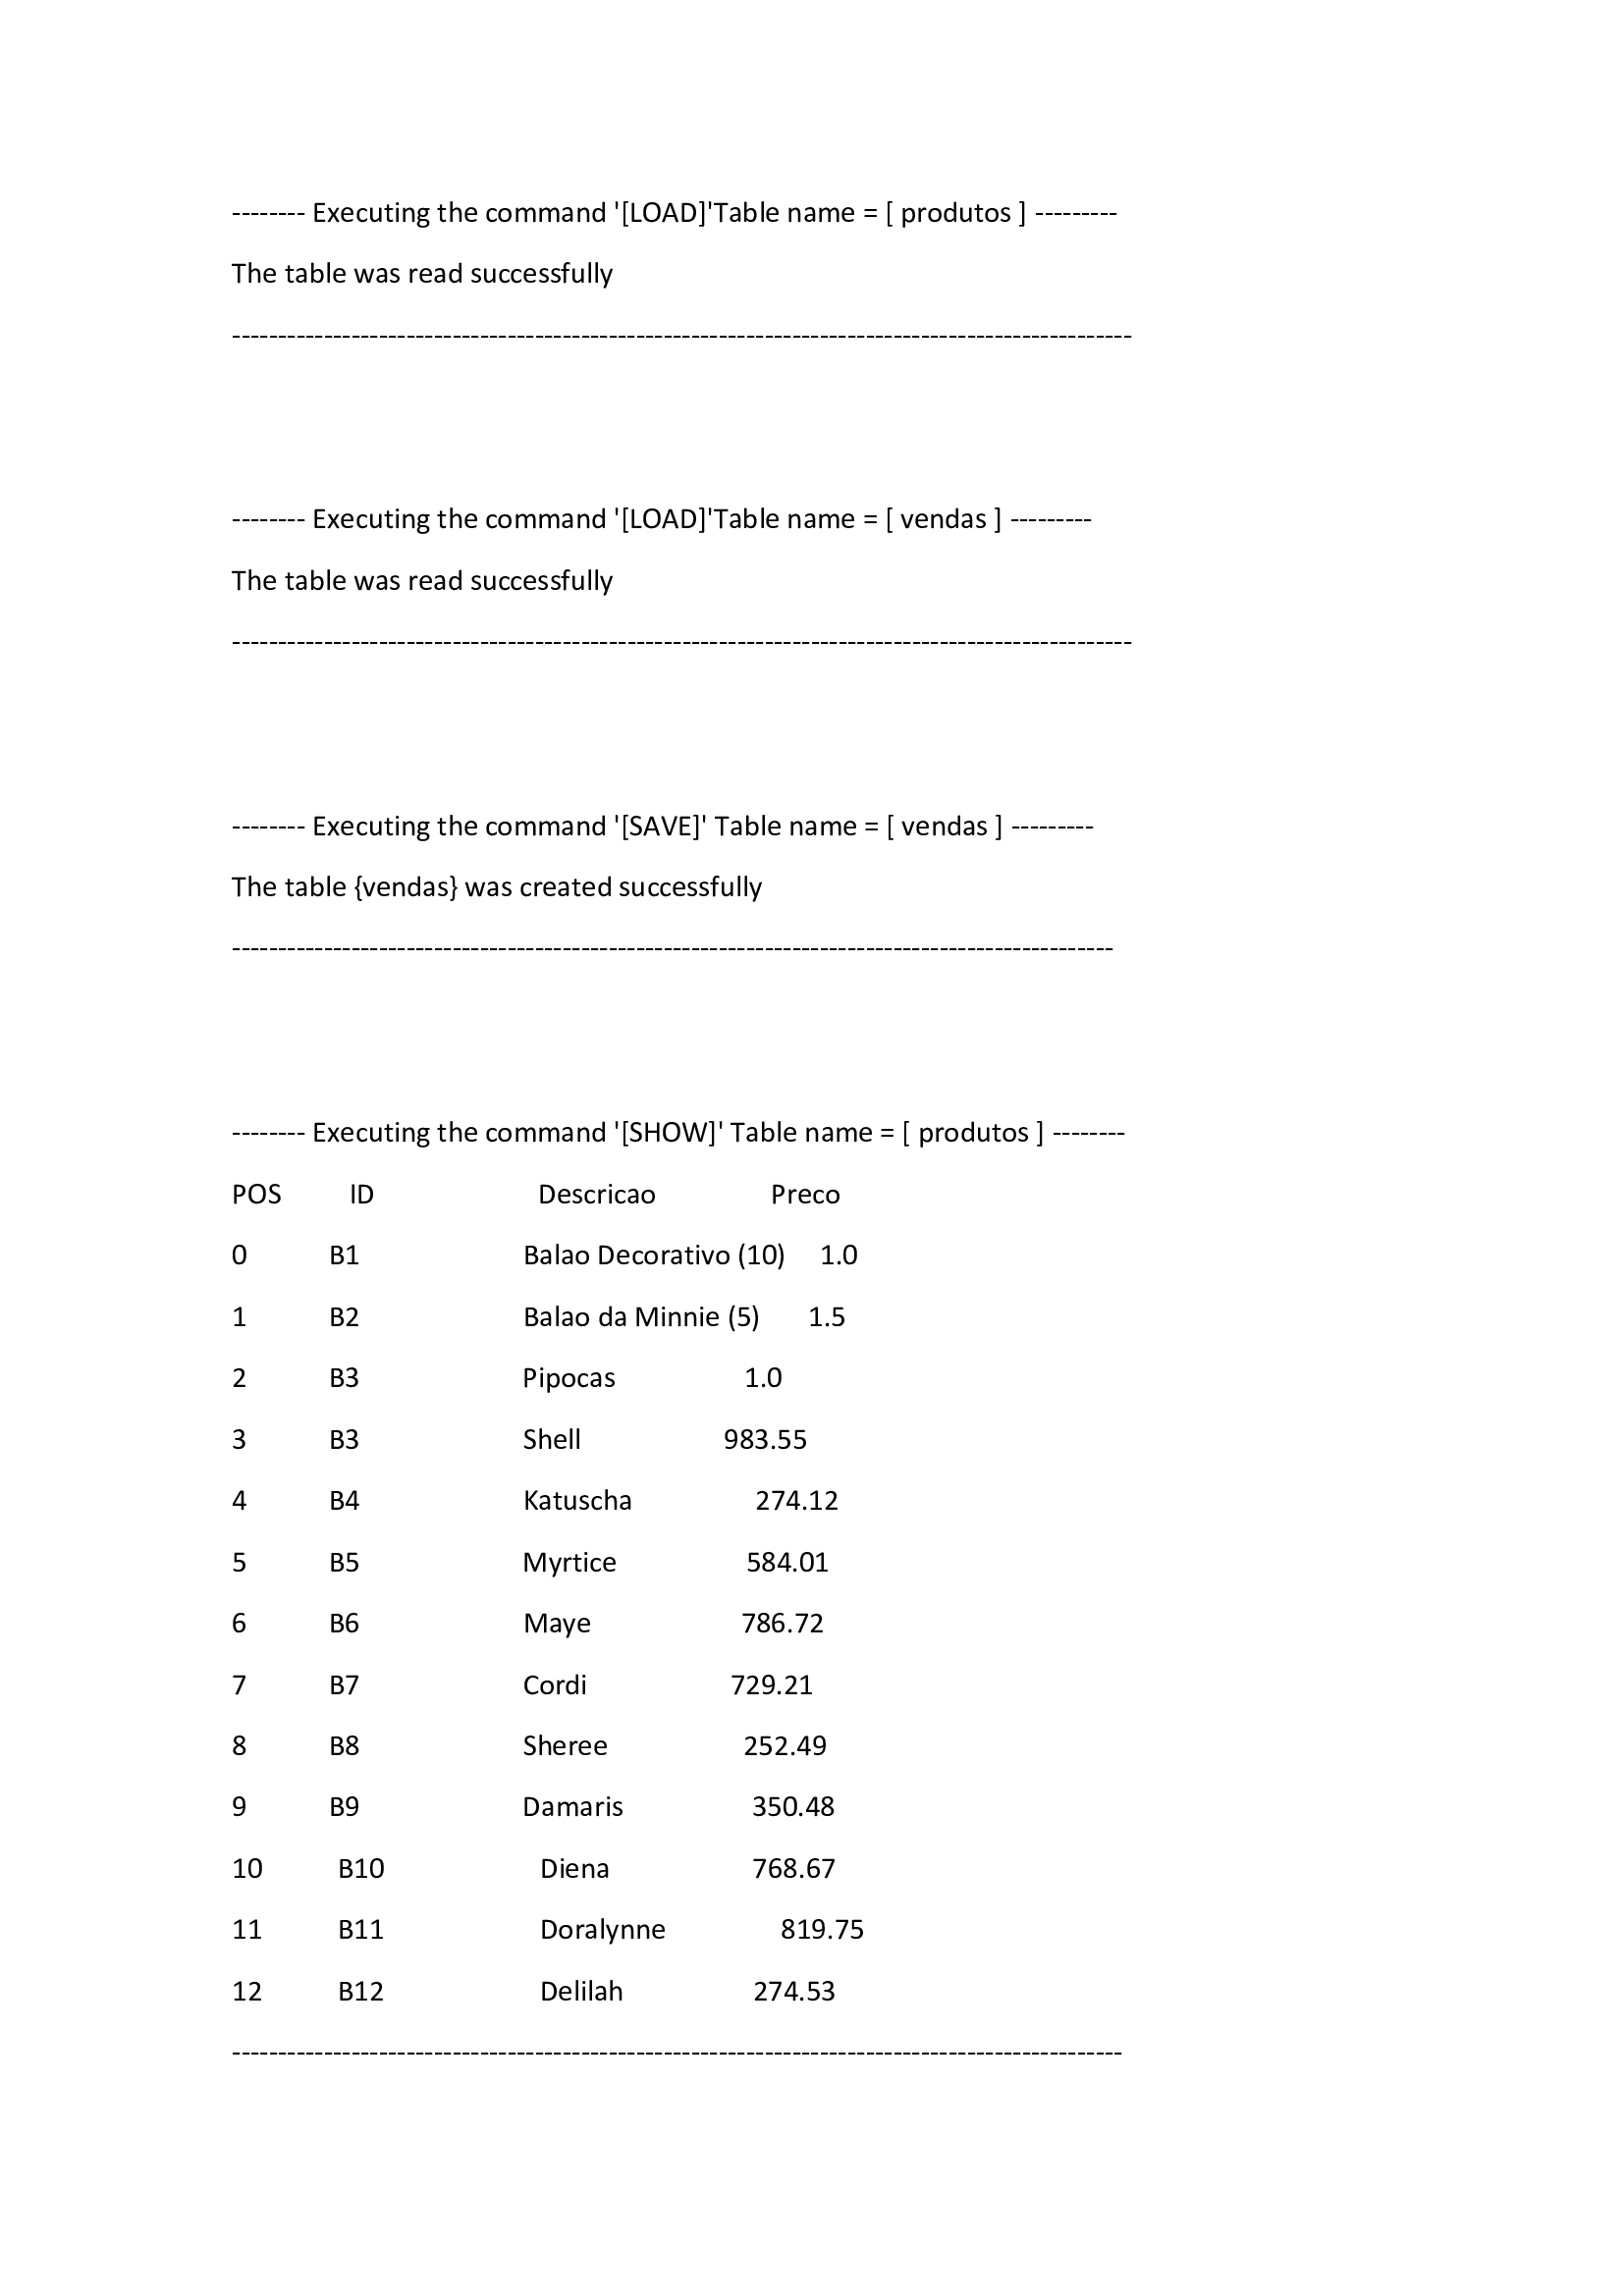 -------- Executing the command '[LOAD]'Table name = [ produtos ] ---------
The table was read successfully
--------------------------------------------------------------------------------------------------
-------- Executing the command '[LOAD]'Table name = [ vendas ] ---------
The table was read successfully
--------------------------------------------------------------------------------------------------
-------- Executing the command '[SAVE]' Table name = [ vendas ] ---------
The table {vendas} was created successfully
------------------------------------------------------------------------------------------------
-------- Executing the command '[SHOW]' Table name = [ produtos ] --------
POS ID Descricao Preco
0 B1 Balao Decorativo (10) 1.0
1 B2 Balao da Minnie (5) 1.5
2 B3 Pipocas 1.0
3 B3 Shell 983.55
4 B4 Katuscha 274.12
5 B5 Myrtice 584.01
6 B6 Maye 786.72
7 B7 Cordi 729.21
8 B8 Sheree 252.49
9 B9 Damaris 350.48
10 B10 Diena 768.67
11 B11 Doralynne 819.75
12 B12 Delilah 274.53
-------------------------------------------------------------------------------------------------